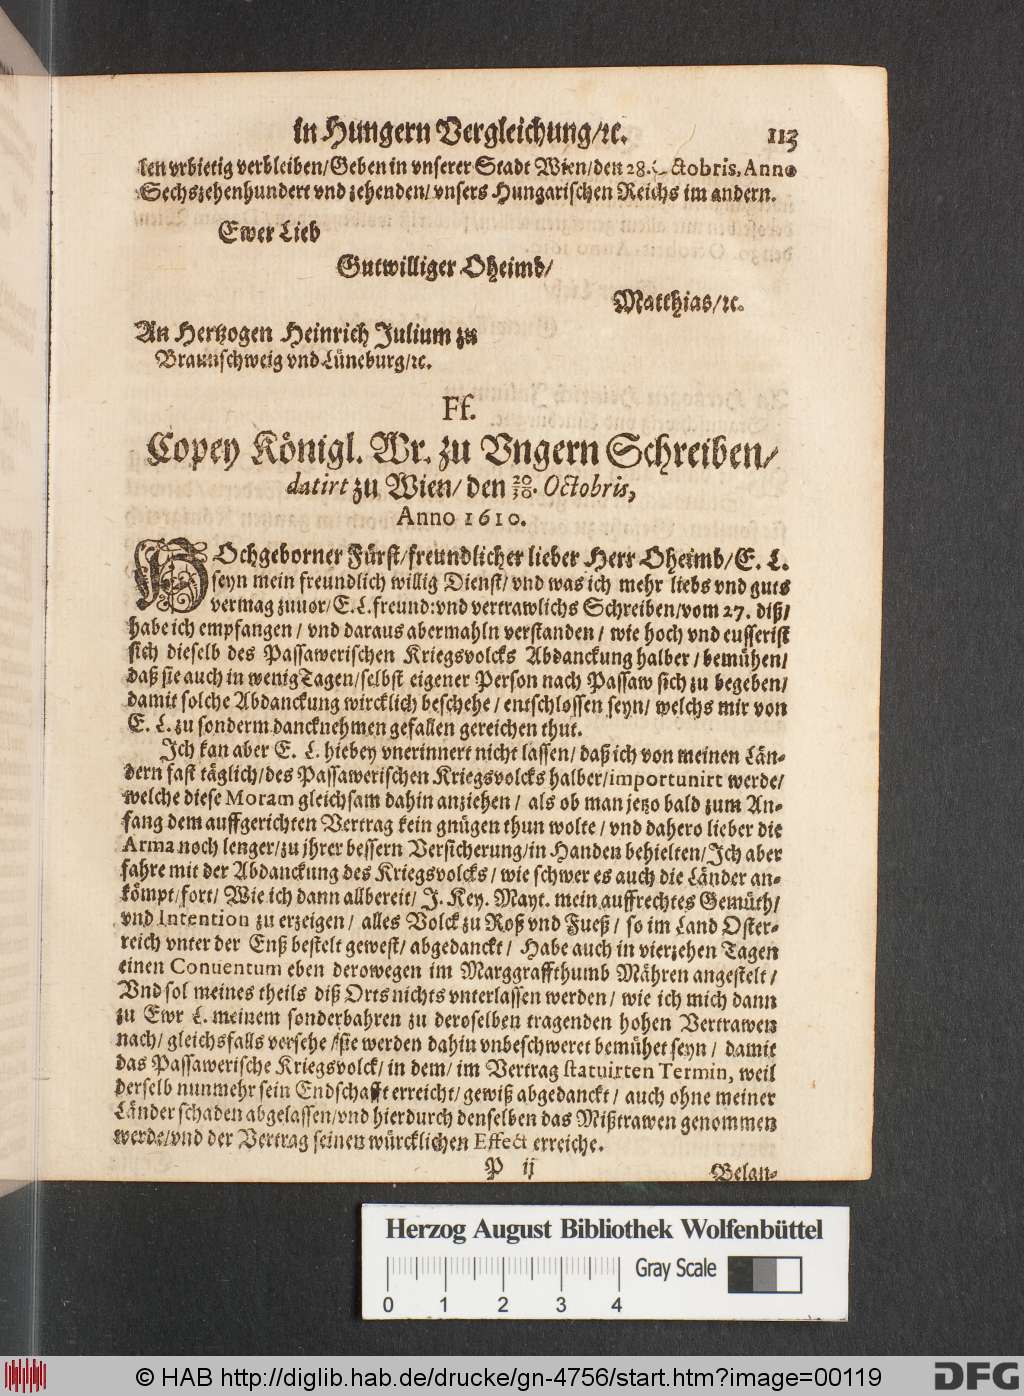 in Hungern Vergleichung/ꝛc. 113
len vrbietig verbleiben/Geben in vnserer Stadt Wien/den 28. Octobris, Anno
Sechszehenhundert vnd zehenden/ vnsers Hungarischen Reichs im andern.
Ewer Lieb
Gutwilliger Oheimb/
Matthias/ꝛc.
An Hertzogen Heinrich Julium zu
Braunschweig vnd Lüneburg/ꝛc.
Ff.
Copey Königl. Wr. zu Vngern Schreiben/
datirt zu Wien/ den 20/30. Octobris,
Anno 1610.
HOchgeborner Fürst/freundlicher lieber Herr Oheimb/E. L.
seyn mein freundlich willig Dienst/ vnd was ich mehr liebs vnd guts
vermag zuuor/E.L.freund:vnd vertrawlichs Schreiben/vom 27. diß/
habe ich empfangen / vnd daraus abermahln verstanden / wie hoch vnd eusserist
sich dieselb des Passawerischen Kriegsvolcks Abdanckung halber / bemühen/
daß sie auch in wenig Tagen/selbst eigener Person nach Passaw sich zu begeben/
damit solche Abdanckung wircklich beschehe / entschlossen seyn/ welchs mir von
E. L. zu sonderm dancknehmen gefallen gereichen thut.
Ich kan aber E. L. hiebey vnerinnert nicht lassen/ daß ich von meinen Län-
dern fast täglich/des Passawerischen Kriegsvolcks halber/importunirt werde/
welche diese Moram gleichsam dahin anziehen / als ob man jetzo bald zum An-
fang dem auffgerichten Vertrag kein gnügen thun wolte / vnd dahero lieber die
Arma noch lenger/zu jhrer bessern Versicherung/in Handen behielten/Ich aber
fahre mit der Abdanckung des Kriegsvolcks / wie schwer es auch die Länder an-
kömpt/fort/ Wie ich dann allbereit/ J. Key. Mayt. mein auffrechtes Gemüth/
vnd Intention zu erzeigen / alles Volck zu Roß vnd Fueß / so im Land Oster-
reich vnter der Enß bestelt gewest/ abgedanckt / Habe auch in vierzehen Tagen
einen Conuentum eben derowegen im Marggraffthumb Mähren angestelt /
Vnd sol meines theils diß Orts nichts vnterlassen werden / wie ich mich dann
zu Ewr L. meinem sonderbahren zu deroselben tragenden hohen Vertrawen
nach/ gleichsfalls versehe /sie werden dahin vnbeschweret bemühet seyn / damit
das Passawerische Kriegsvolck/ in dem/ im Vertrag statuirten Termin, weil
derselb nunmehr sein Endschafft erreicht/ gewiß abgedanckt / auch ohne meiner
Länder schaden abgelassen/vnd hierdurch denselben das Mißtrawen genommen
werde/vnd der Vertrag seinen würcklichen Effect erreiche.
P ij Belan-
Herzog August Bibliothek Wolfenbüttel
Gray Scale
0 1 2 3 4
© HAB http://diglib.hab.de/drucke/gn-4756/start.htm?image=00119 DFG